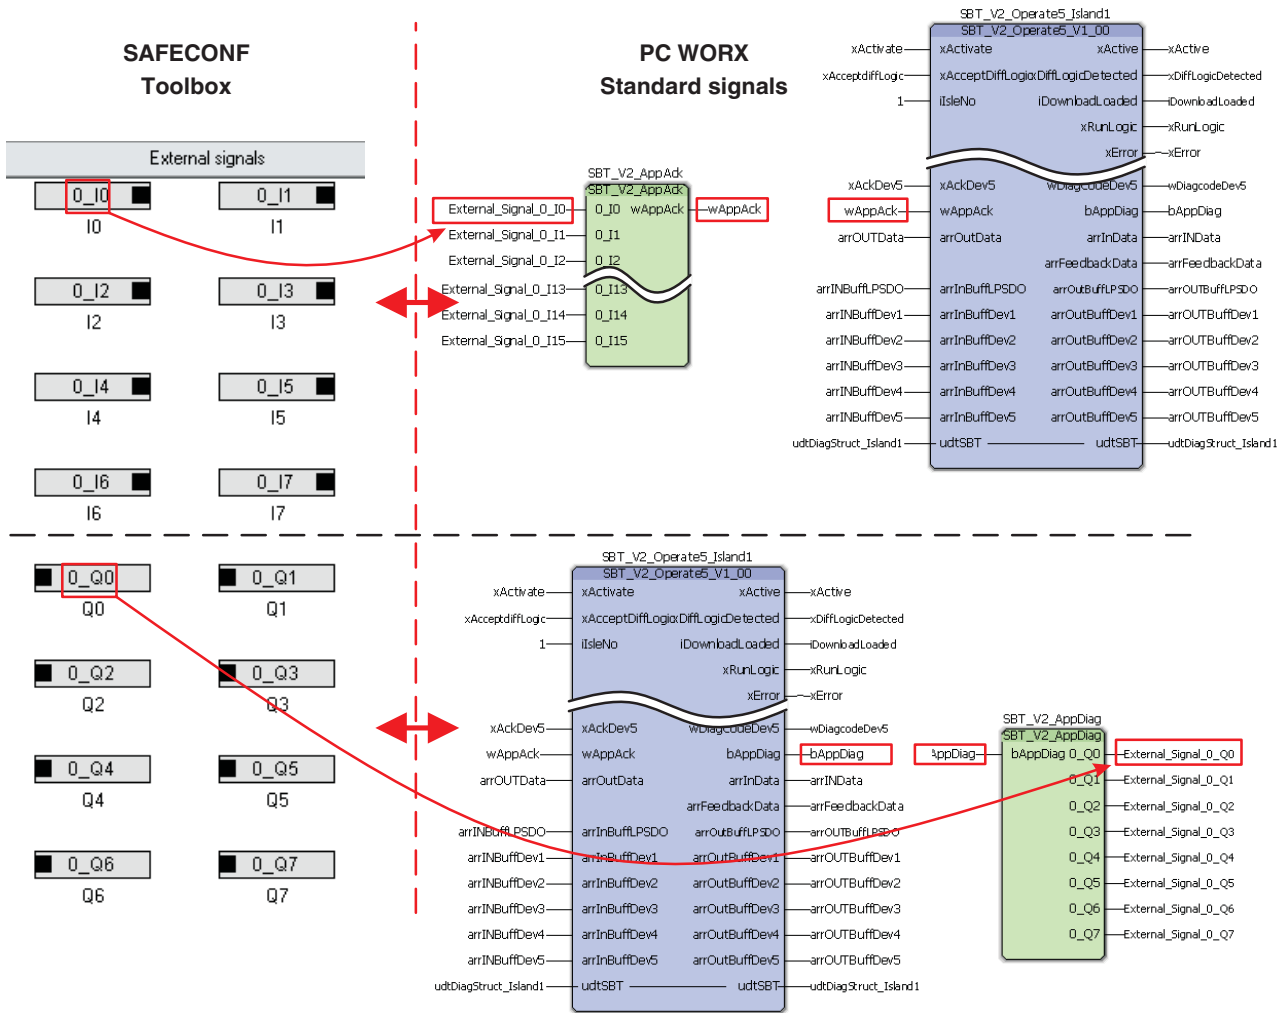 SAFECONF
Toolbox
PC WORX
Standard signals
External signals
0_I0
0_I1
I0
I1
0_I2
0_I3
I2
I3
0_I4
0_I5
I4
I5
0_I6
0_I7
I6
I7
SBT_V2_AppAck
SBT_V2_AppAck
External_Signal_0_I0 0_I0 wAppAck wAppAck
External_Signal_0_I1 0_I1
External_Signal_0_I2 0_I2
External_Signal_0_I13 0_I13
External_Signal_0_I14 0_I14
External_Signal_0_I15 0_I15
SBT_V2_Operate5_Island1
SBT_V2_Operate5_V1_00
xActivate xActivate xActive xActive
xAcceptdiffLogic xAcceptDiffLogic xDiffLogicDetected xDiffLogicDetected
1 iIsleNo iDownloadLoaded iDownloadLoaded
xRunLogic xRunLogic
xError xError
xAckDev5 xAckDev5 wDiagcodeDev5 wDiagcodeDev5
wAppAck wAppAck bAppDiag bAppDiag
arrOUTData arrOutData arrInData arrINData
arrFeedbackData arrFeedbackData
arrINBuffLPSDO arrInBuffLPSDO arrOutBuffLPSDO arrOUTBuffLPSDO
arrINBuffDev1 arrInBuffDev1 arrOutBuffDev1 arrOUTBuffDev1
arrINBuffDev2 arrInBuffDev2 arrOutBuffDev2 arrOUTBuffDev2
arrINBuffDev3 arrInBuffDev3 arrOutBuffDev3 arrOUTBuffDev3
arrINBuffDev4 arrInBuffDev4 arrOutBuffDev4 arrOUTBuffDev4
arrINBuffDev5 arrInBuffDev5 arrOutBuffDev5 arrOUTBuffDev5
udtDiagStruct_Island1 udtSBT udtSBT udtDiagStruct_Island1
0_Q0
0_Q1
Q0
Q1
0_Q2
0_Q3
Q2
Q3
0_Q4
0_Q5
Q4
Q5
0_Q6
0_Q7
Q6
Q7
SBT_V2_Operate5_Island1
SBT_V2_Operate5_V1_00
xActivate xActivate xActive xActive
xAcceptdiffLogic xAcceptDiffLogic xDiffLogicDetected xDiffLogicDetected
1 iIsleNo iDownloadLoaded iDownloadLoaded
xRunLogic xRunLogic
xError xError
xAckDev5 xAckDev5 wDiagcodeDev5 wDiagcodeDev5
wAppAck wAppAck bAppDiag bAppDiag
arrOUTData arrOutData arrInData arrINData
arrFeedbackData arrFeedbackData
arrINBuffLPSDO arrInBuffLPSDO arrOutBuffLPSDO arrOUTBuffLPSDO
arrINBuffDev1 arrInBuffDev1 arrOutBuffDev1 arrOUTBuffDev1
arrINBuffDev2 arrInBuffDev2 arrOutBuffDev2 arrOUTBuffDev2
arrINBuffDev3 arrInBuffDev3 arrOutBuffDev3 arrOUTBuffDev3
arrINBuffDev4 arrInBuffDev4 arrOutBuffDev4 arrOUTBuffDev4
arrINBuffDev5 arrInBuffDev5 arrOutBuffDev5 arrOUTBuffDev5
udtDiagStruct_Island1 udtSBT udtSBT udtDiagStruct_Island1
SBT_V2_AppDiag
SBT_V2_AppDiag
AppDiag bAppDiag 0_Q0 External_Signal_0_Q0
0_Q1 External_Signal_0_Q1
0_Q2 External_Signal_0_Q2
0_Q3 External_Signal_0_Q3
0_Q4 External_Signal_0_Q4
0_Q5 External_Signal_0_Q5
0_Q6 External_Signal_0_Q6
0_Q7 External_Signal_0_Q7